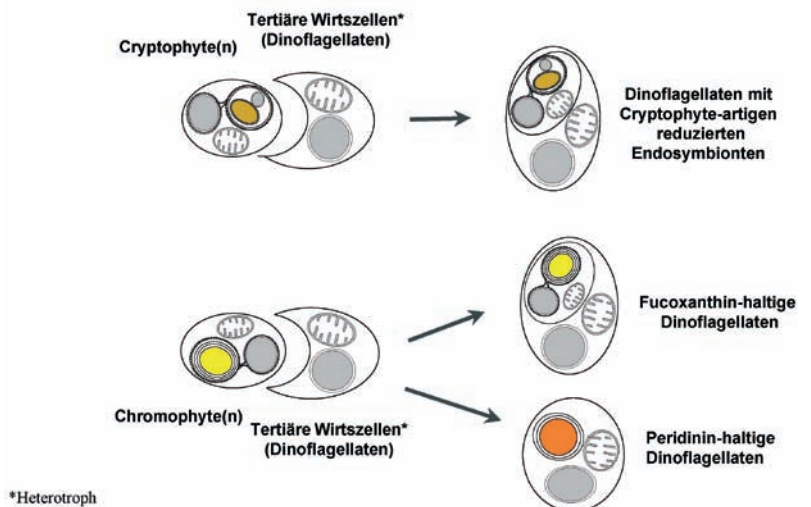 Tertiäre Wirtszellen*
(Dinoflagellaten)
Cryptophyte(n)
Dinoflagellaten mit
Cryptophyte-artigen
reduzierten
Endosymbionten
Fucoxanthin-haltige
Dinoflagellaten
Chromophyte(n)
Tertiäre Wirtszellen*
(Dinoflagellaten)
Peridinin-haltige
Dinoflagellaten
*Heterotroph